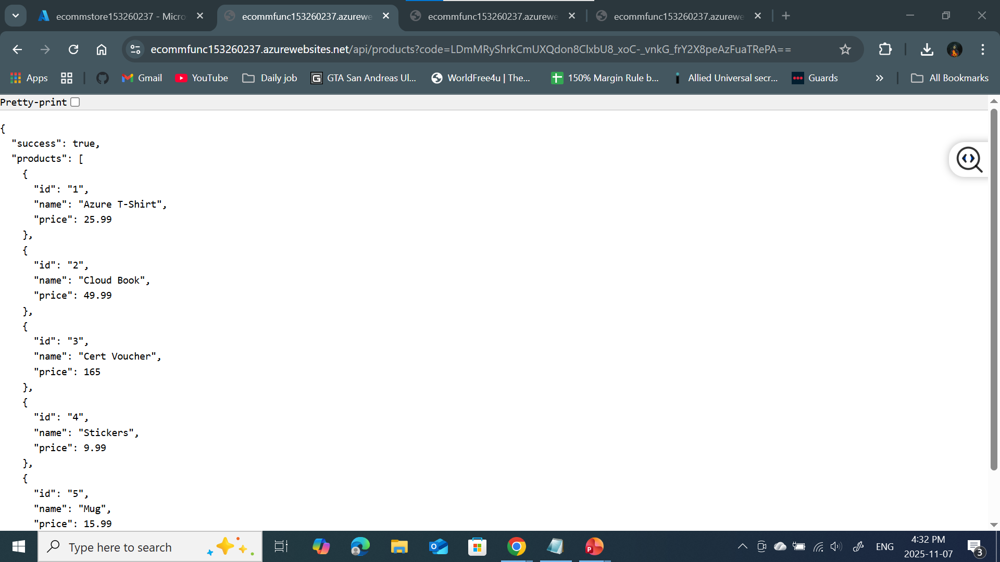 ecommstore153260237 - Micro
ecommfunc153260237.azurewe
ecommfunc153260237.azurewe
ecommfunc153260237.azurewe
ecommfunc153260237.azurewebsites.net/api/products?code=LDmMRyShrkCmUXQdon8ClxbU8_xoC-_vnkG_frY2X8peAzFuaTRePA==
Apps
Gmail
YouTube
Daily job
GTA San Andreas Ul...
WorldFree4u | The...
150% Margin Rule b...
Allied Universal secr...
Guards
All Bookmarks
Pretty-print
{
"success": true,
"products": [
{
"id": "1",
"name": "Azure T-Shirt",
"price": 25.99
},
{
"id": "2",
"name": "Cloud Book",
"price": 49.99
},
{
"id": "3",
"name": "Cert Voucher",
"price": 165
},
{
"id": "4",
"name": "Stickers",
"price": 9.99
},
{
"id": "5",
"name": "Mug",
"price": 15.99
Type here to search
ENG
4:32 PM
2025-11-07
3